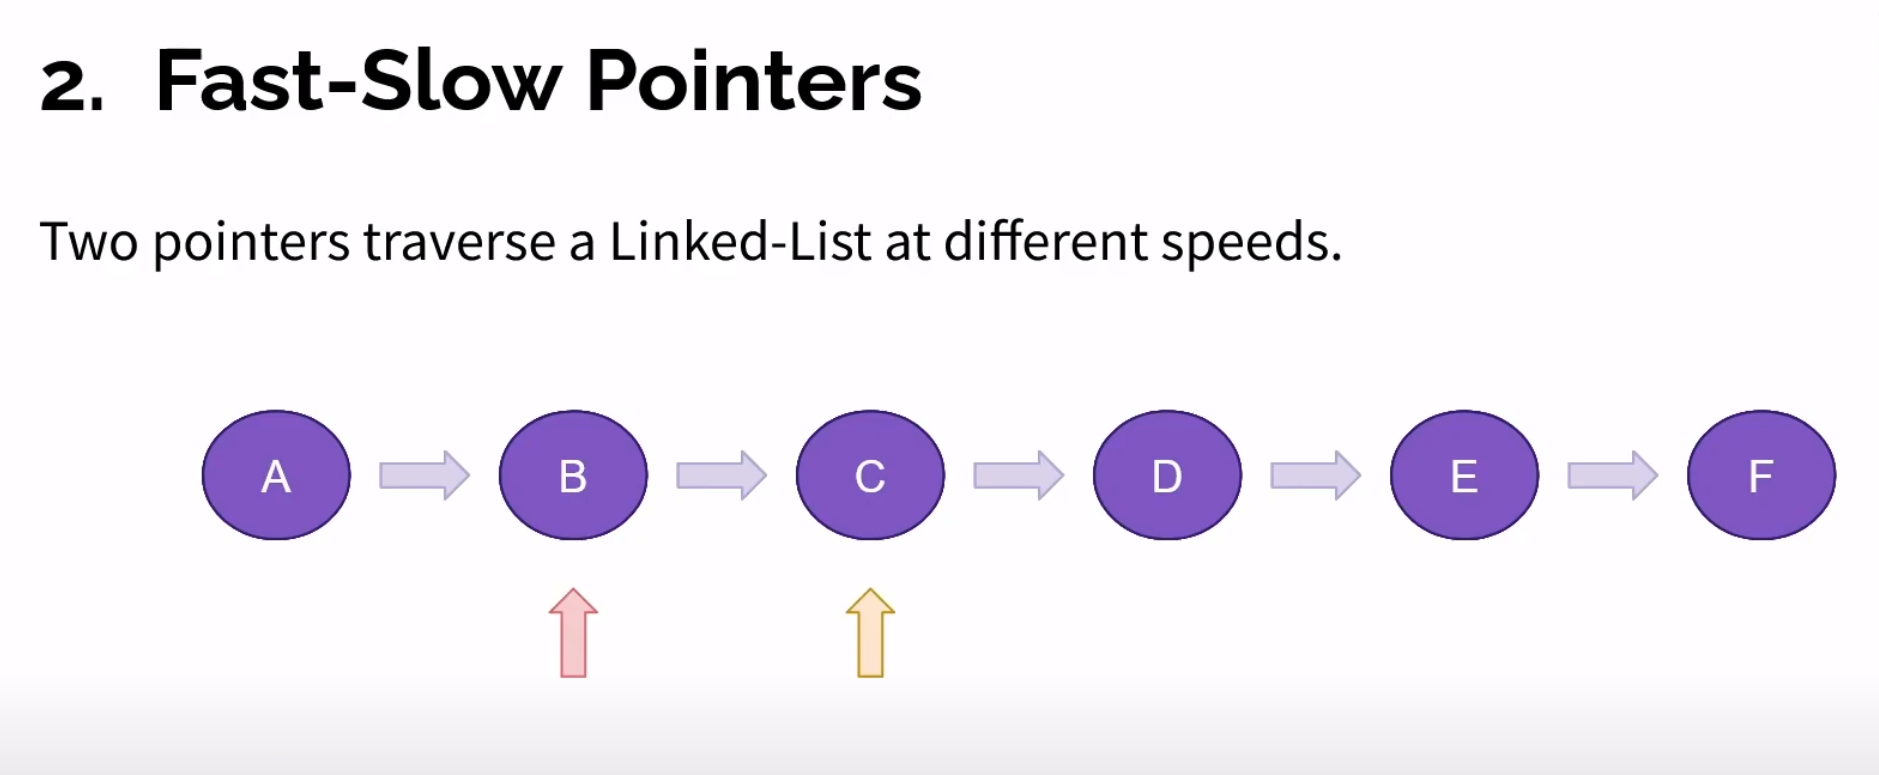 2. Fast-Slow Pointers
Two pointers traverse a Linked-List at different speeds.
A B C D E F